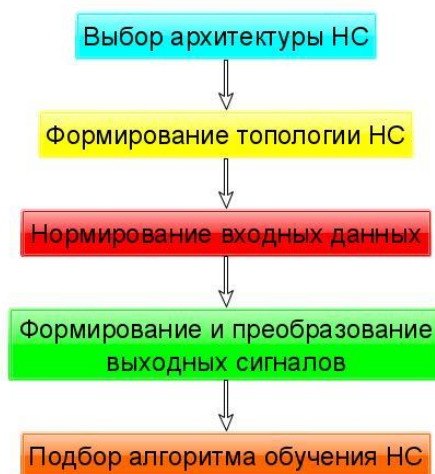 Выбор архитектуры НС
Формирование топологии НС
Нормирование входных данных
Формирование и преобразование
выходных сигналов
Подбор алгоритма обучения НС